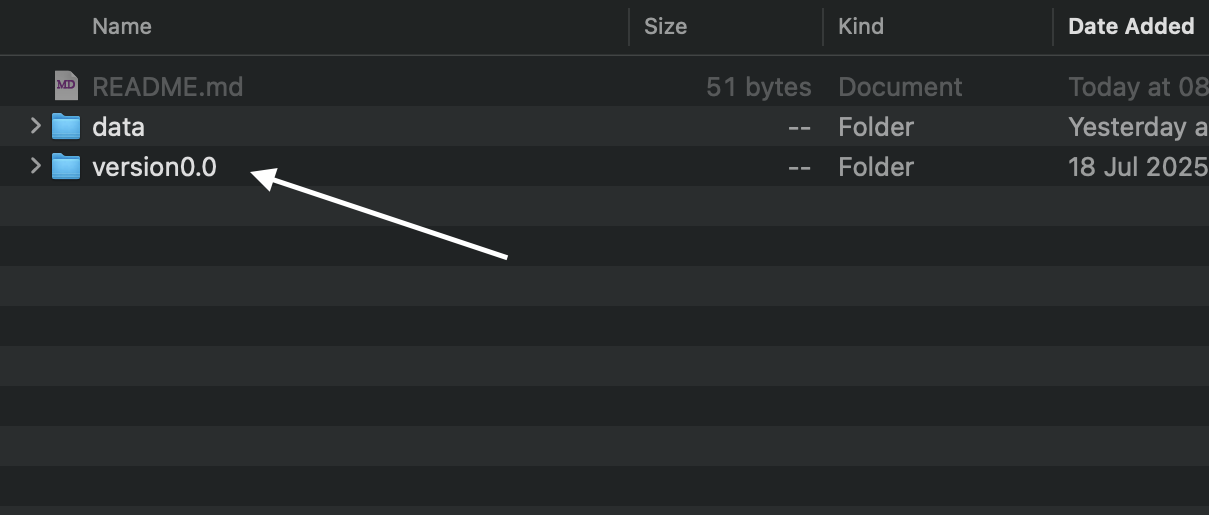 Name Size Kind Date Added
MD README.md 51 bytes Document Today at 08
data -- Folder Yesterday a
version0.0 -- Folder 18 Jul 2025